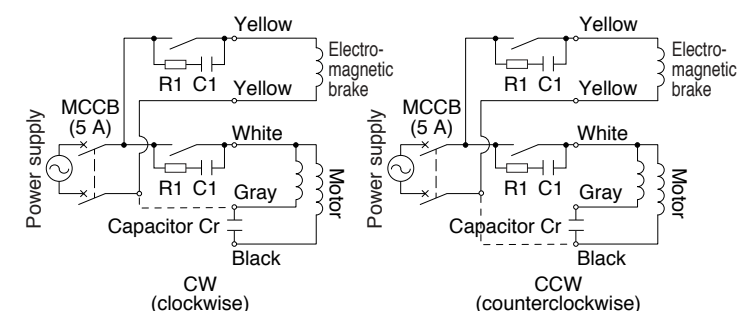 Yellow
Electro-
magnetic
brake
R1 C1
Yellow
MCCB
(5 A)
White
Power supply
R1 C1
Gray
Motor
Capacitor Cr
Black
CW
(clockwise)
Yellow
Electro-
magnetic
brake
R1 C1
Yellow
MCCB
(5 A)
White
Power supply
R1 C1
Gray
Motor
Capacitor Cr
Black
CCW
(counterclockwise)